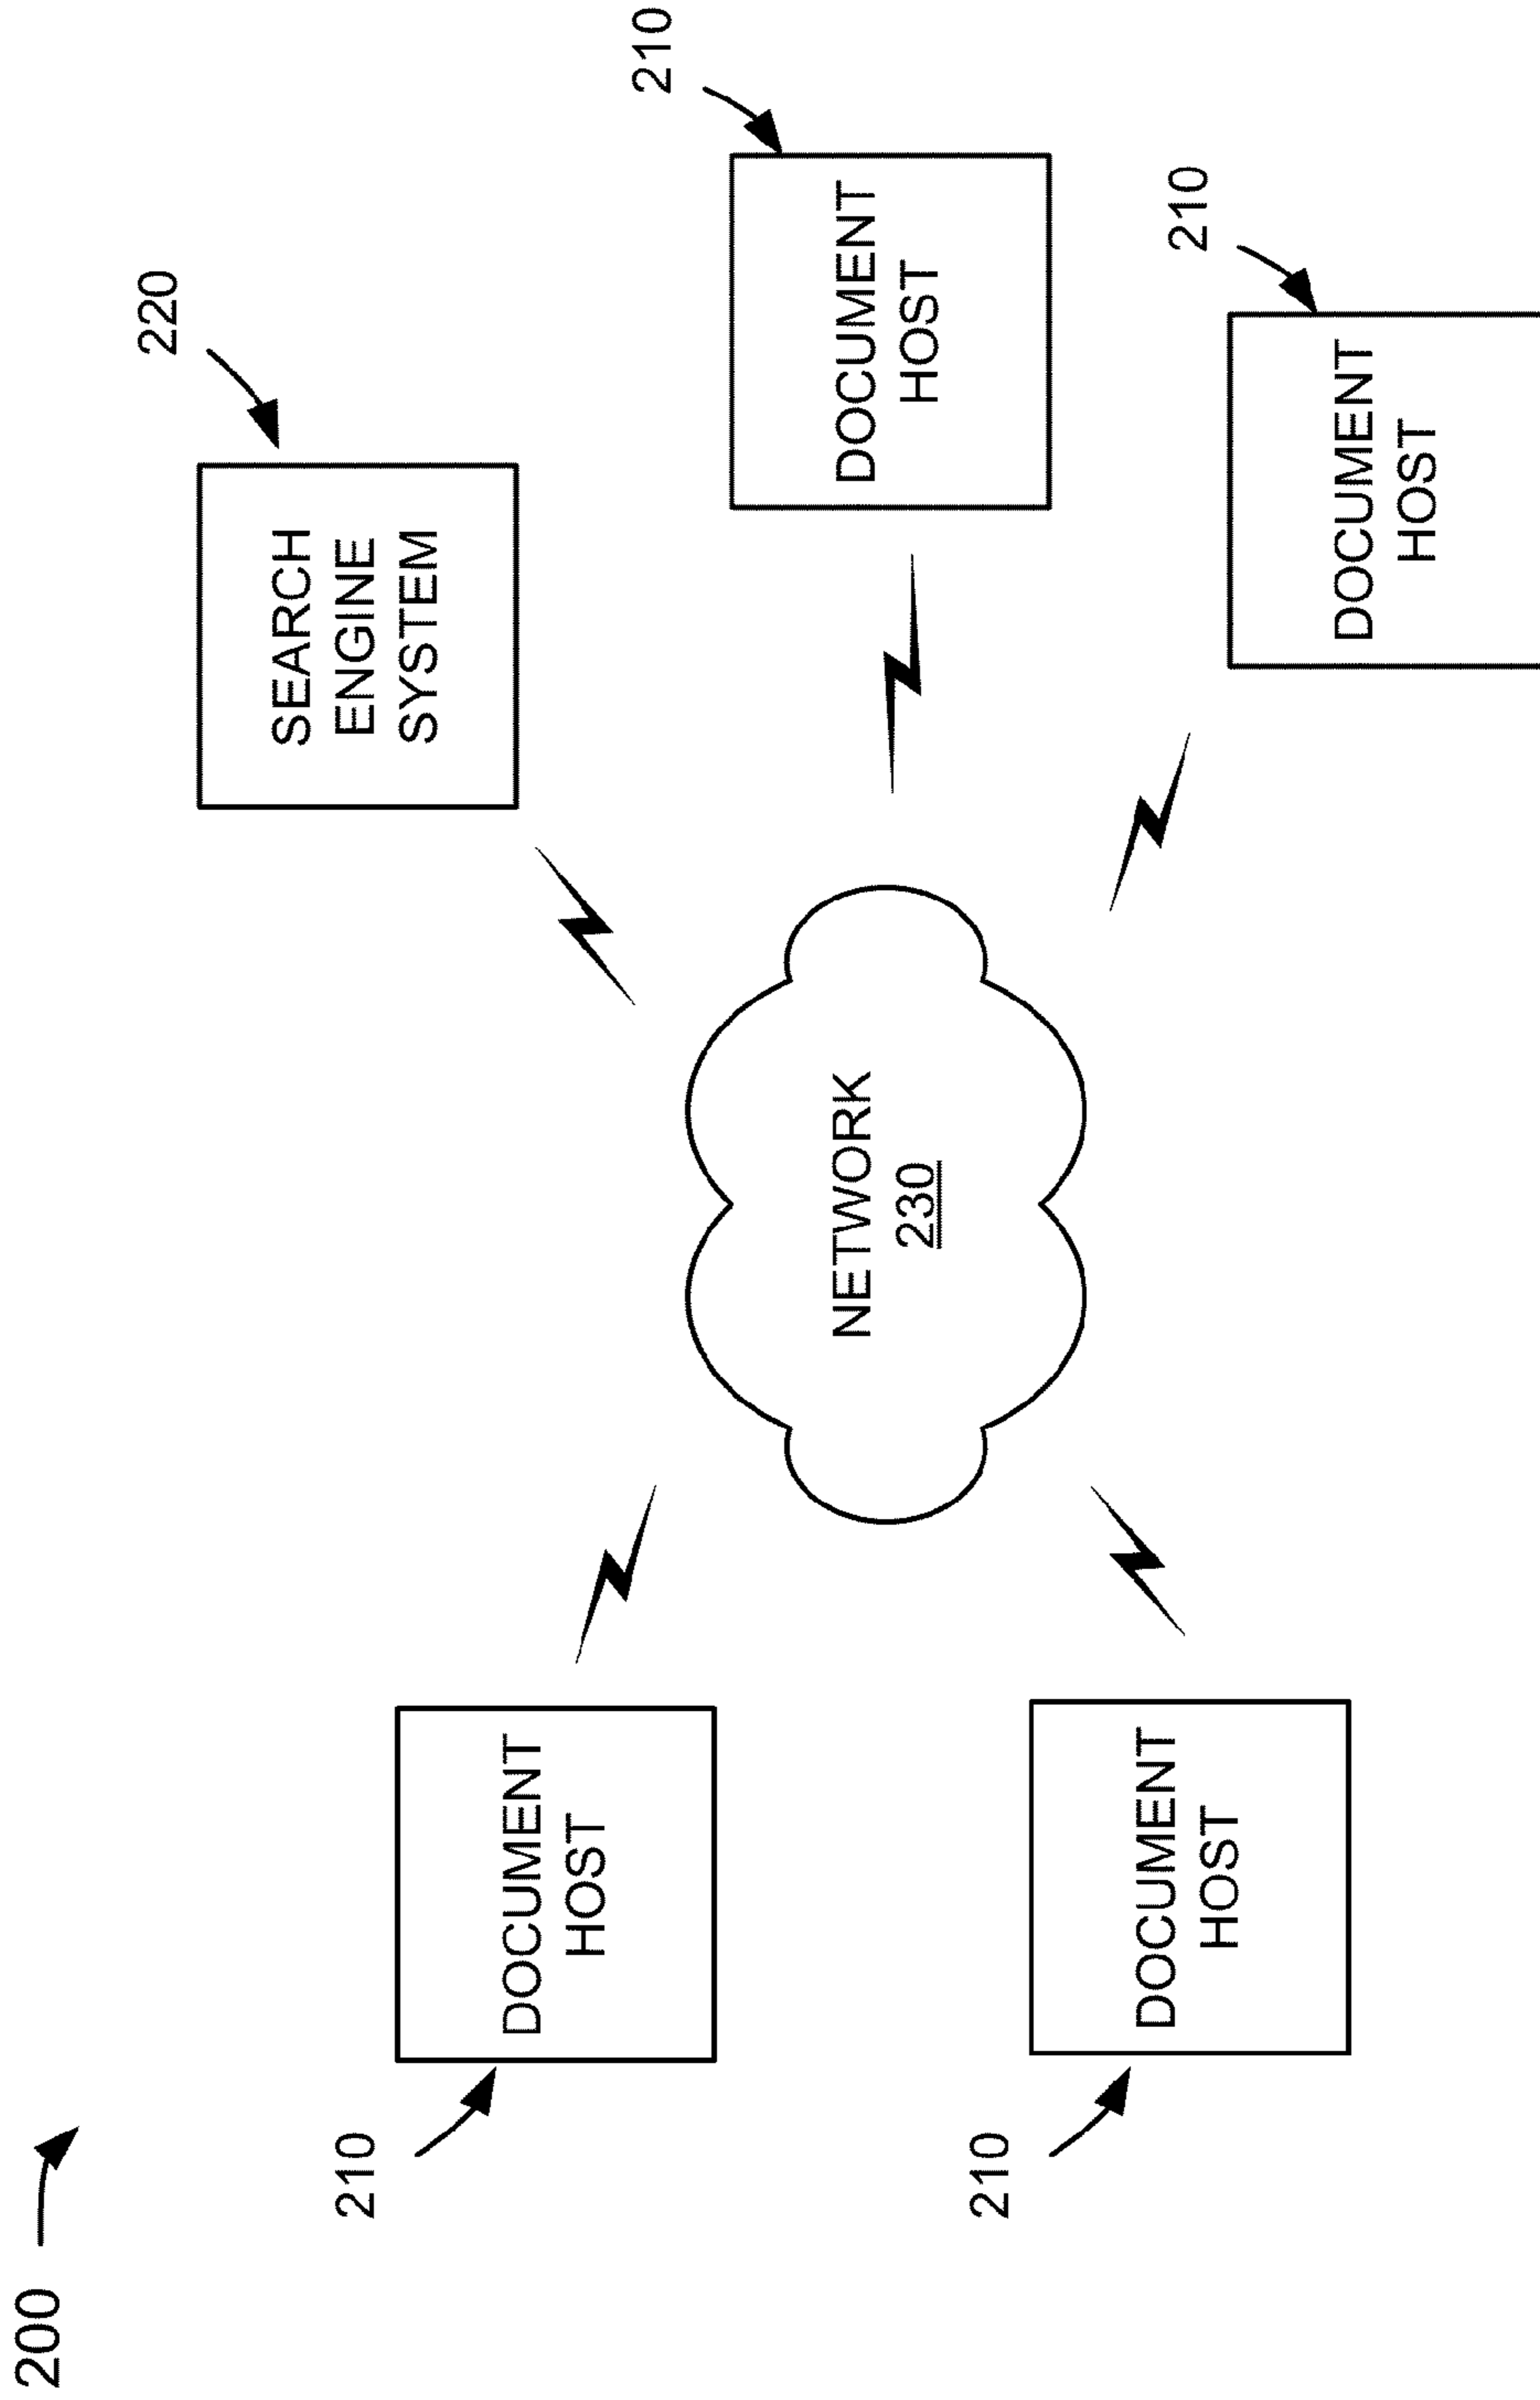 200
220
SEARCH
ENGINE
SYSTEM
210
DOCUMENT
HOST
210
DOCUMENT
HOST
NETWORK
230
210
DOCUMENT
HOST
210
DOCUMENT
HOST